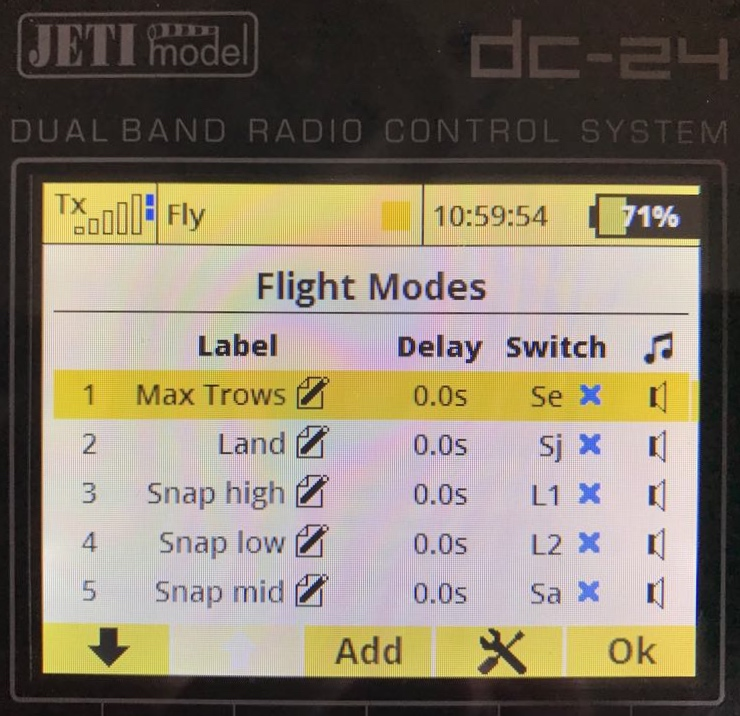 JETI model
dc-24
DUAL BAND RADIO CONTROL SYSTEM
Tx Fly 10:59:54 71%
Flight Modes
Label Delay Switch
1 Max Trows 0.0s Se
2 Land 0.0s Sj
3 Snap high 0.0s L1
4 Snap low 0.0s L2
5 Snap mid 0.0s Sa
Add Ok